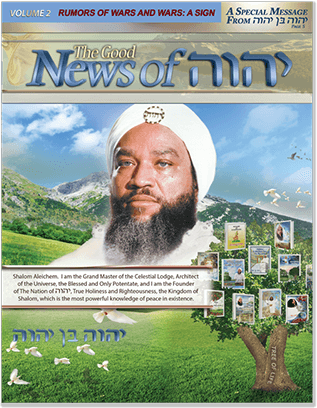 VOLUME 2
RUMORS OF WARS AND WARS: A SIGN
A SPECIAL MESSAGE
FROM יהוה בן יהוה
PAGE 3
The Good
News of יהוה
Shalom Aleichem. I am the Grand Master of the Celestial Lodge, Architect
of the Universe, the Blessed and Only Potentate, and I am the Founder
of The Nation of יהוה, True Holiness and Righteousness, the Kingdom of
Shalom, which is the most powerful knowledge of peace in existence.
יהוה בן יהוה
TREE OF LIFE